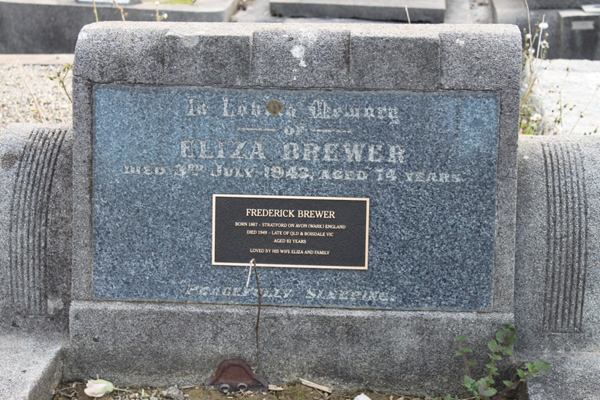 In Loving Memory
OF
ELIZA BREWER
DIED 3RD JULY 1943, AGED 74 YEARS.
FREDERICK BREWER
BORN 1867 - STRATFORD ON AVON (WARK) ENGLAND
DIED 1949 - LATE OF QLD & BOISDALE VIC
AGED 82 YEARS
LOVED BY HIS WIFE ELIZA AND FAMILY
PEACEFULLY SLEEPING.